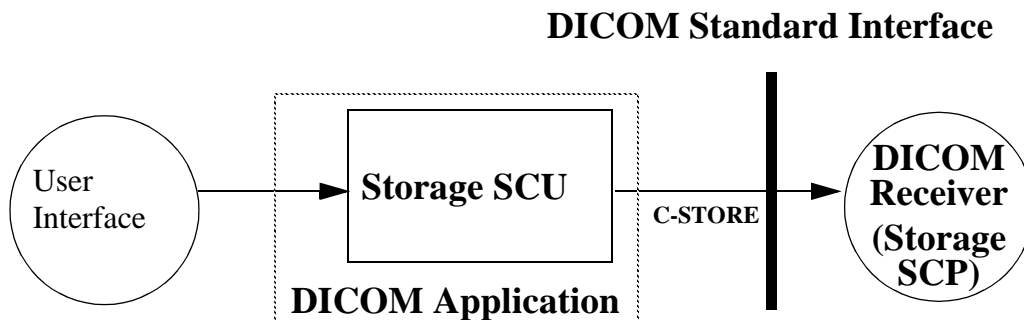 DICOM Standard Interface
User
Interface
Storage SCU
C-STORE
DICOM
Receiver
(Storage
SCP)
DICOM Application